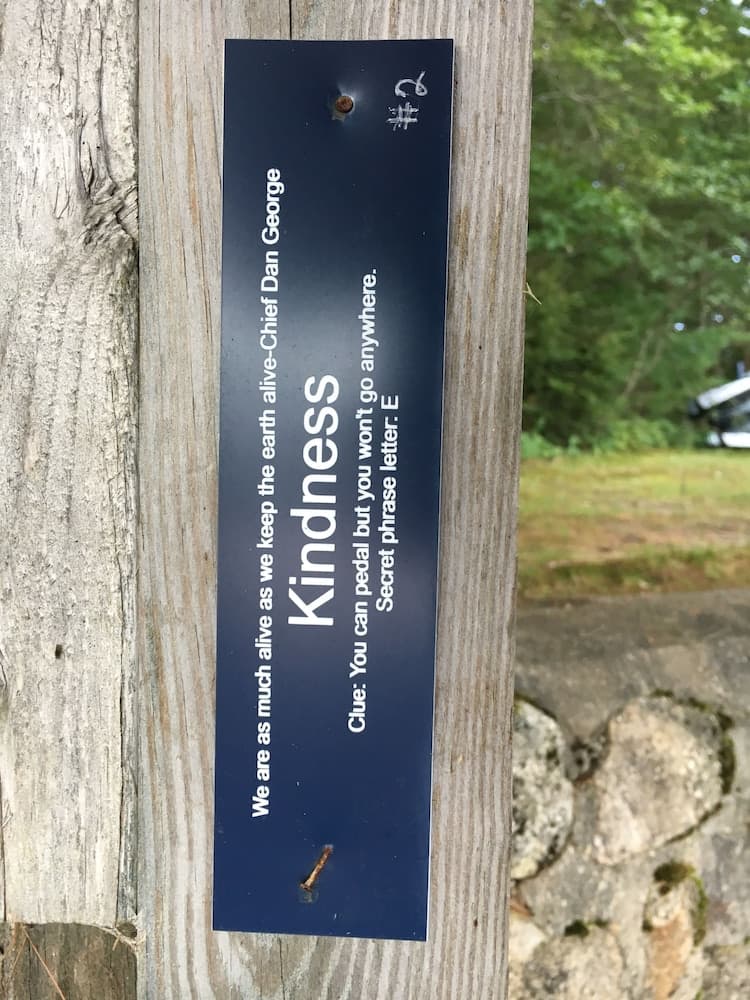 We are as much alive as we keep the earth alive-Chief Dan George
Kindness
Clue: You can pedal but you won't go anywhere.
Secret phrase letter: E
#2